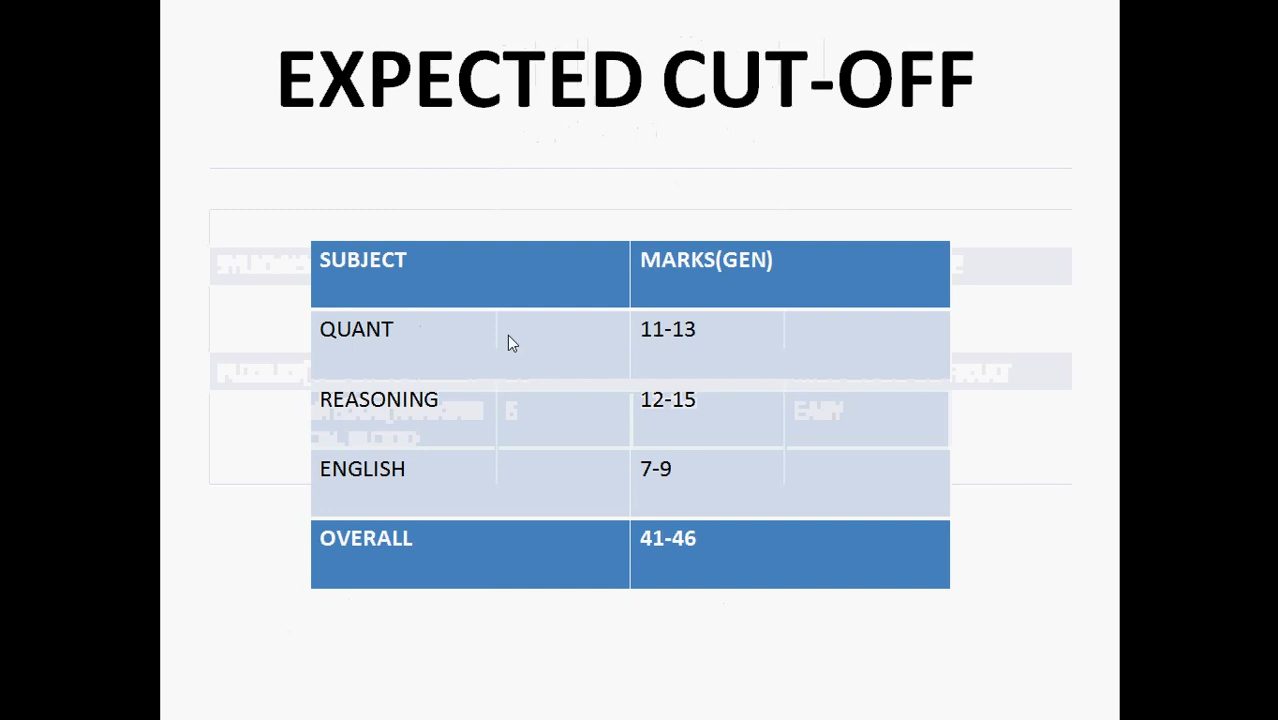 EXPECTED CUT-OFF
SUBJECT MARKS(GEN)
QUANT 11-13
REASONING 12-15
ENGLISH 7-9
OVERALL 41-46